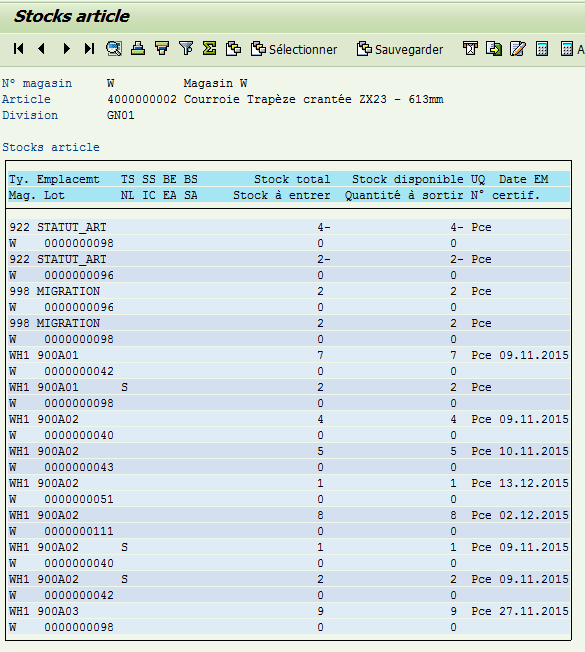 Stocks article
Sélectionner Sauvegarder A
N° magasin W Magasin W
Article 4000000002 Courroie Trapèze crantée ZX23 - 613mm
Division GN01
Stocks article
Ty. Emplacemt TS SS BE BS Stock total Stock disponible UQ Date EM
Mag. Lot NL IC EA SA Stock à entrer Quantité à sortir N° certif.
922 STATUT_ART 4- 4- Pce
W 0000000098 0 0
922 STATUT_ART 2- 2- Pce
W 0000000096 0 0
998 MIGRATION 2 2 Pce
W 0000000096 0 0
998 MIGRATION 2 2 Pce
W 0000000098 0 0
WH1 900A01 7 7 Pce 09.11.2015
W 0000000042 0 0
WH1 900A01 S 2 2 Pce
W 0000000098 0 0
WH1 900A02 4 4 Pce 09.11.2015
W 0000000040 0 0
WH1 900A02 5 5 Pce 10.11.2015
W 0000000043 0 0
WH1 900A02 1 1 Pce 13.12.2015
W 0000000051 0 0
WH1 900A02 8 8 Pce 02.12.2015
W 0000000111 0 0
WH1 900A02 S 1 1 Pce 09.11.2015
W 0000000040 0 0
WH1 900A02 S 2 2 Pce 09.11.2015
W 0000000042 0 0
WH1 900A03 9 9 Pce 27.11.2015
W 0000000098 0 0